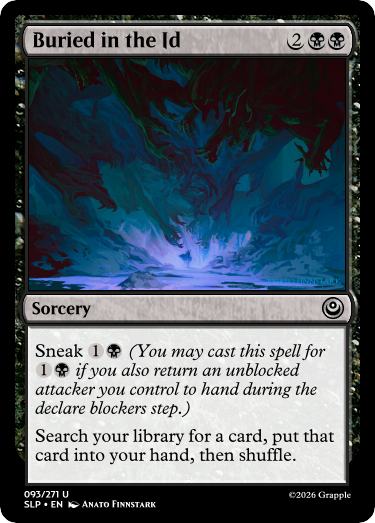 Buried in the Id 2
Sorcery
Sneak 1 (You may cast this spell for
1 if you also return an unblocked
attacker you control to hand during the
declare blockers step.)
Search your library for a card, put that
card into your hand, then shuffle.
093/271 U
SLP • EN Anato Finnstark
©2026 Grapple